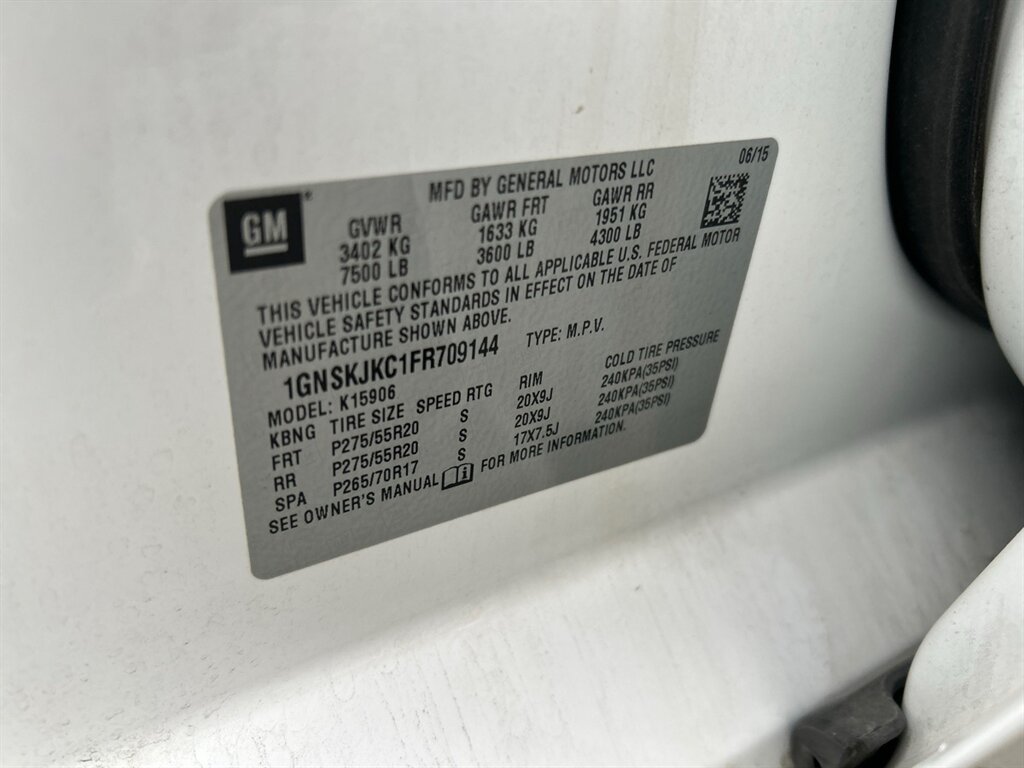 06/15
MFD BY GENERAL MOTORS LLC
GM®
GVWR GAWR FRT GAWR RR
3402 KG 1633 KG 1951 KG
7500 LB 3600 LB 4300 LB
THIS VEHICLE CONFORMS TO ALL APPLICABLE U.S. FEDERAL MOTOR
VEHICLE SAFETY STANDARDS IN EFFECT ON THE DATE OF
MANUFACTURE SHOWN ABOVE.
1GNSKJKC1FR709144 TYPE: M.P.V.
MODEL: K15906
KBNG TIRE SIZE SPEED RTG RIM COLD TIRE PRESSURE
FRT P275/55R20 S 20X9J 240KPA(35PSI)
RR P275/55R20 S 20X9J 240KPA(35PSI)
SPA P265/70R17 S 17X7.5J 240KPA(35PSI)
SEE OWNER'S MANUAL FOR MORE INFORMATION.